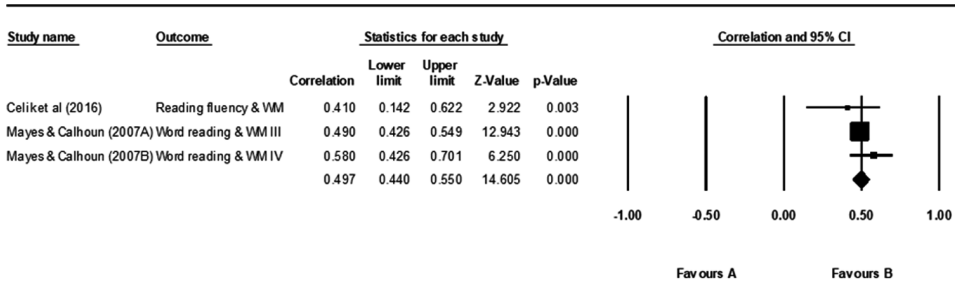 Study name Outcome Statistics for each study Correlation and 95% CI
Lower Upper
Correlation limit limit Z-Value p-Value
Celiket al (2016) Reading fluency & WM 0.410 0.142 0.622 2.922 0.003
Mayes & Calhoun (2007A) Word reading & WM III 0.490 0.426 0.549 12.943 0.000
Mayes & Calhoun (2007B) Word reading & WM IV 0.580 0.426 0.701 6.250 0.000
0.497 0.440 0.550 14.605 0.000
-1.00 -0.50 0.00 0.50 1.00
Favours A Favours B